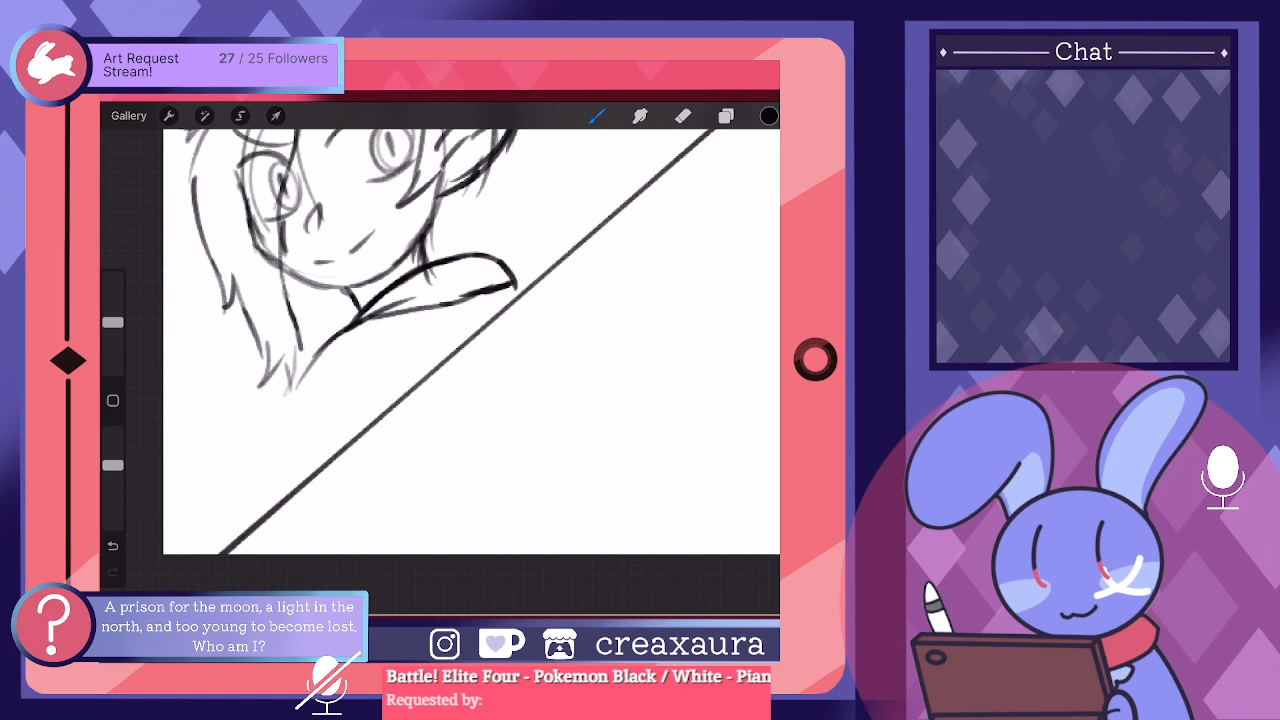 Art Request
Stream!
27 / 25 Followers
Chat
Gallery
A prison for the moon, a light in the
north, and too young to become lost.
Who am I?
creaxaura
Battle! Elite Four - Pokemon Black / White - Pian
Requested by: